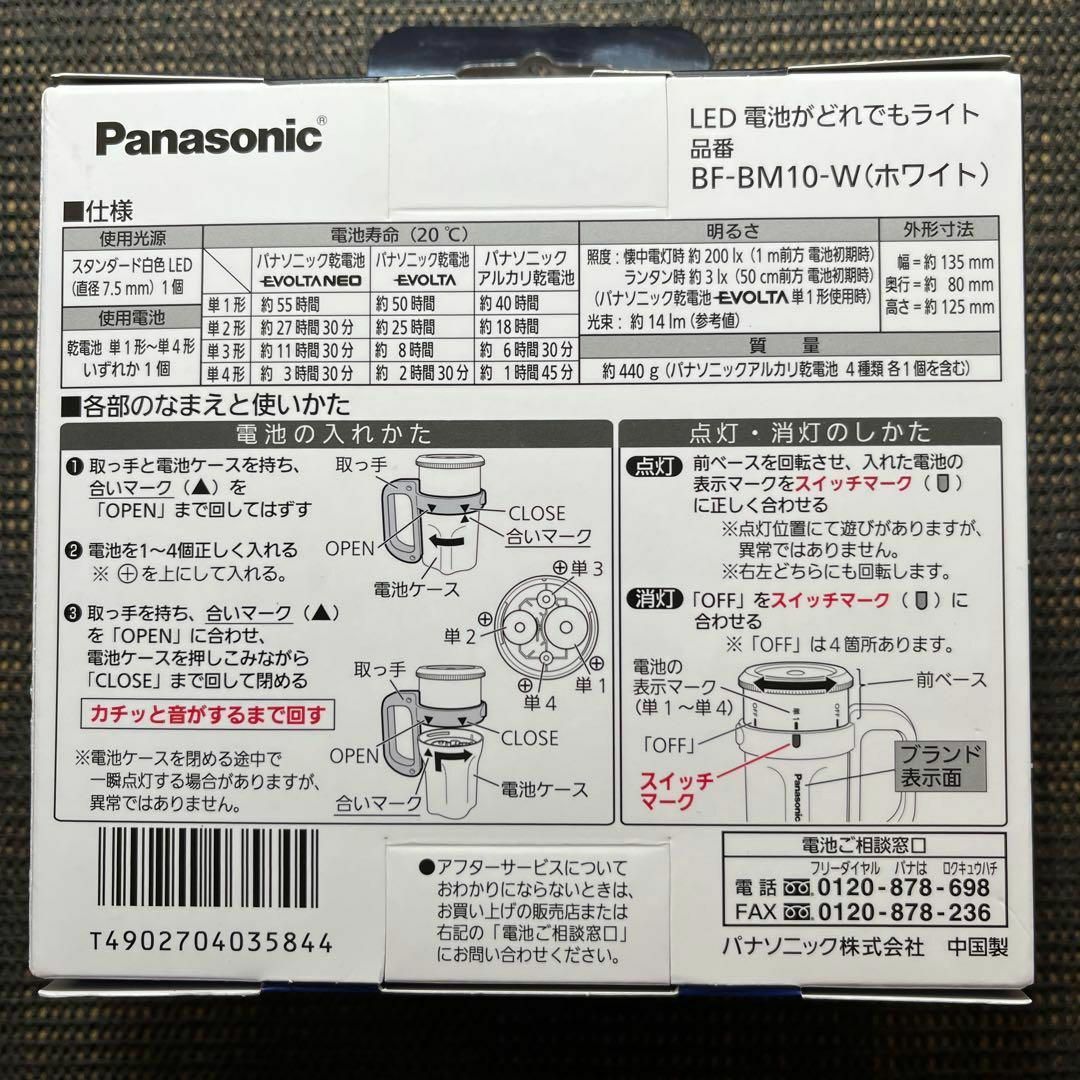 Panasonic®
LED 電池がどれでもライト
品番
BF-BM10-W(ホワイト)
■仕様
使用光源
スタンダード白色LED
(直径7.5mm) 1個
使用電池
乾電池 単1形~単4形
いずれか1個
電池寿命(20℃)
パナソニック乾電池 EVOLTANEO パナソニック乾電池 EVOLTA パナソニック アルカリ乾電池
単1形 約55時間 約50時間 約40時間
単2形 約27時間30分 約25時間 約18時間
単3形 約11時間30分 約 8時間 約 6時間30分
単4形 約 3時間30分 約 2時間30分 約 1時間45分
明るさ
照度:懐中電灯時 約200 lx (1m前方 電池初期時)
ランタン時 約3 lx (50cm前方 電池初期時)
(パナソニック乾電池EVOLTA 単1形使用時)
光束:約14 lm(参考値)
外形寸法
幅=約135mm
奥行=約 80mm
高さ=約125mm
質量
約440g(パナソニックアルカリ乾電池 4種類 各1個を含む)
■各部のなまえと使いかた
電池の入れかた
❶ 取っ手と電池ケースを持ち、
合いマーク(▲)を
「OPEN」まで回してはずす
❷ 電池を1~4個正しく入れる
※⊕を上にして入れる。
❸ 取っ手を持ち、合いマーク(▲)
を「OPEN」に合わせ、
電池ケースを押しこみながら
「CLOSE」まで回して閉める
カチッと音がするまで回す
※電池ケースを閉める途中で
一瞬点灯する場合がありますが、
異常ではありません。
取っ手
OPEN
CLOSE
合いマーク
電池ケース
⊕単3
⊕
単2
⊕
単1
⊕
単4
取っ手
OPEN
CLOSE
電池ケース
合いマーク
点灯・消灯のしかた
点灯 前ベースを回転させ、入れた電池の
表示マークをスイッチマーク( )
に正しく合わせる
※点灯位置にて遊びがありますが、
異常ではありません。
※右左どちらにも回転します。
消灯 「OFF」をスイッチマーク( )に
合わせる
※「OFF」は4箇所あります。
電池の
表示マーク
(単1~単4)
「OFF」
スイッチ
マーク
前ベース
OFF
単1
OFF
Panasonic
ブランド
表示面
T4902704035844
●アフターサービスについて
おわかりにならないときは、
お買い上げの販売店または
右記の「電池ご相談窓口」
にお問い合わせください。
電池ご相談窓口
フリーダイヤル パナは ロクキュウハチ
電話 0120-878-698
FAX 0120-878-236
パナソニック株式会社 中国製